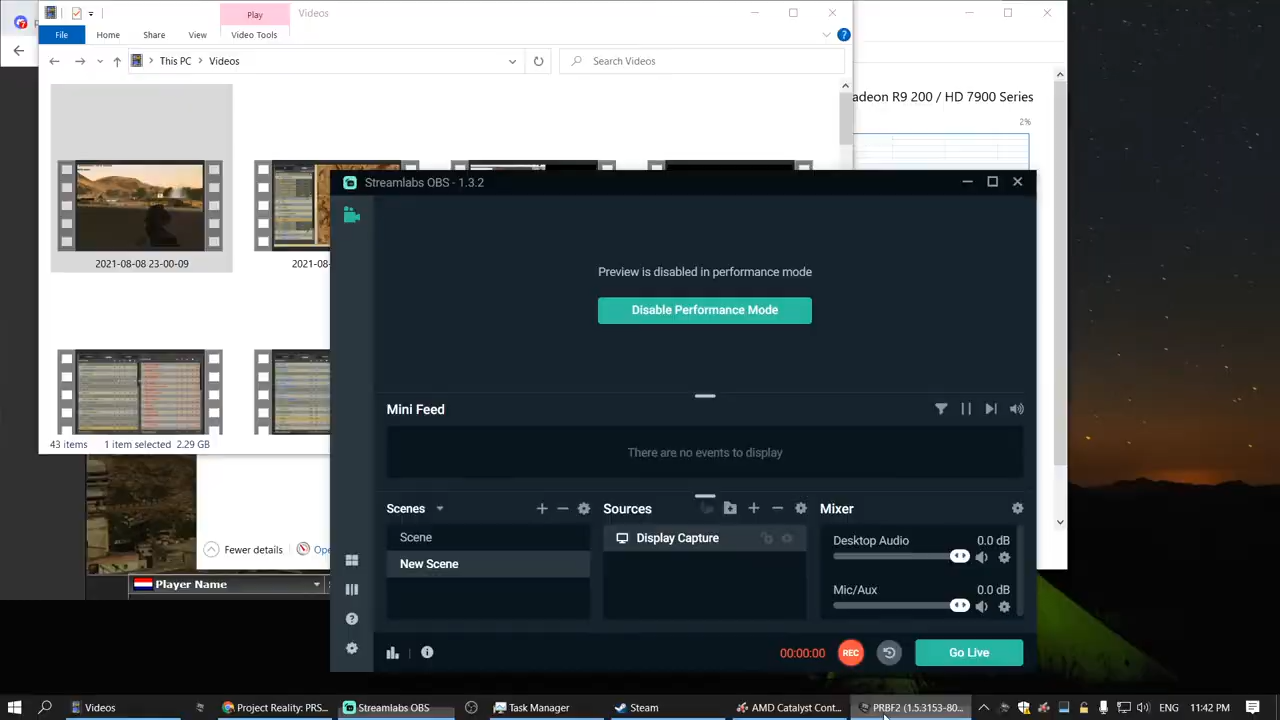 Play
Videos
File
Home
Share
View
Video Tools
This PC
Videos
Search Videos
adeon R9 200 / HD 7900 Series
2%
2021-08-08 23-00-09
2021-08-
43 items
1 item selected
2.29 GB
Fewer details
Ope
Player Name
Streamlabs OBS - 1.3.2
Preview is disabled in performance mode
Disable Performance Mode
Mini Feed
There are no events to display
Scenes
Scene
New Scene
Sources
Display Capture
Mixer
Desktop Audio
0.0 dB
Mic/Aux
0.0 dB
00:00:00
REC
Go Live
Videos
Project Reality: PRS...
Streamlabs OBS
Task Manager
Steam
AMD Catalyst Cont...
PRBF2 (1.5.3153-80...
ENG
11:42 PM